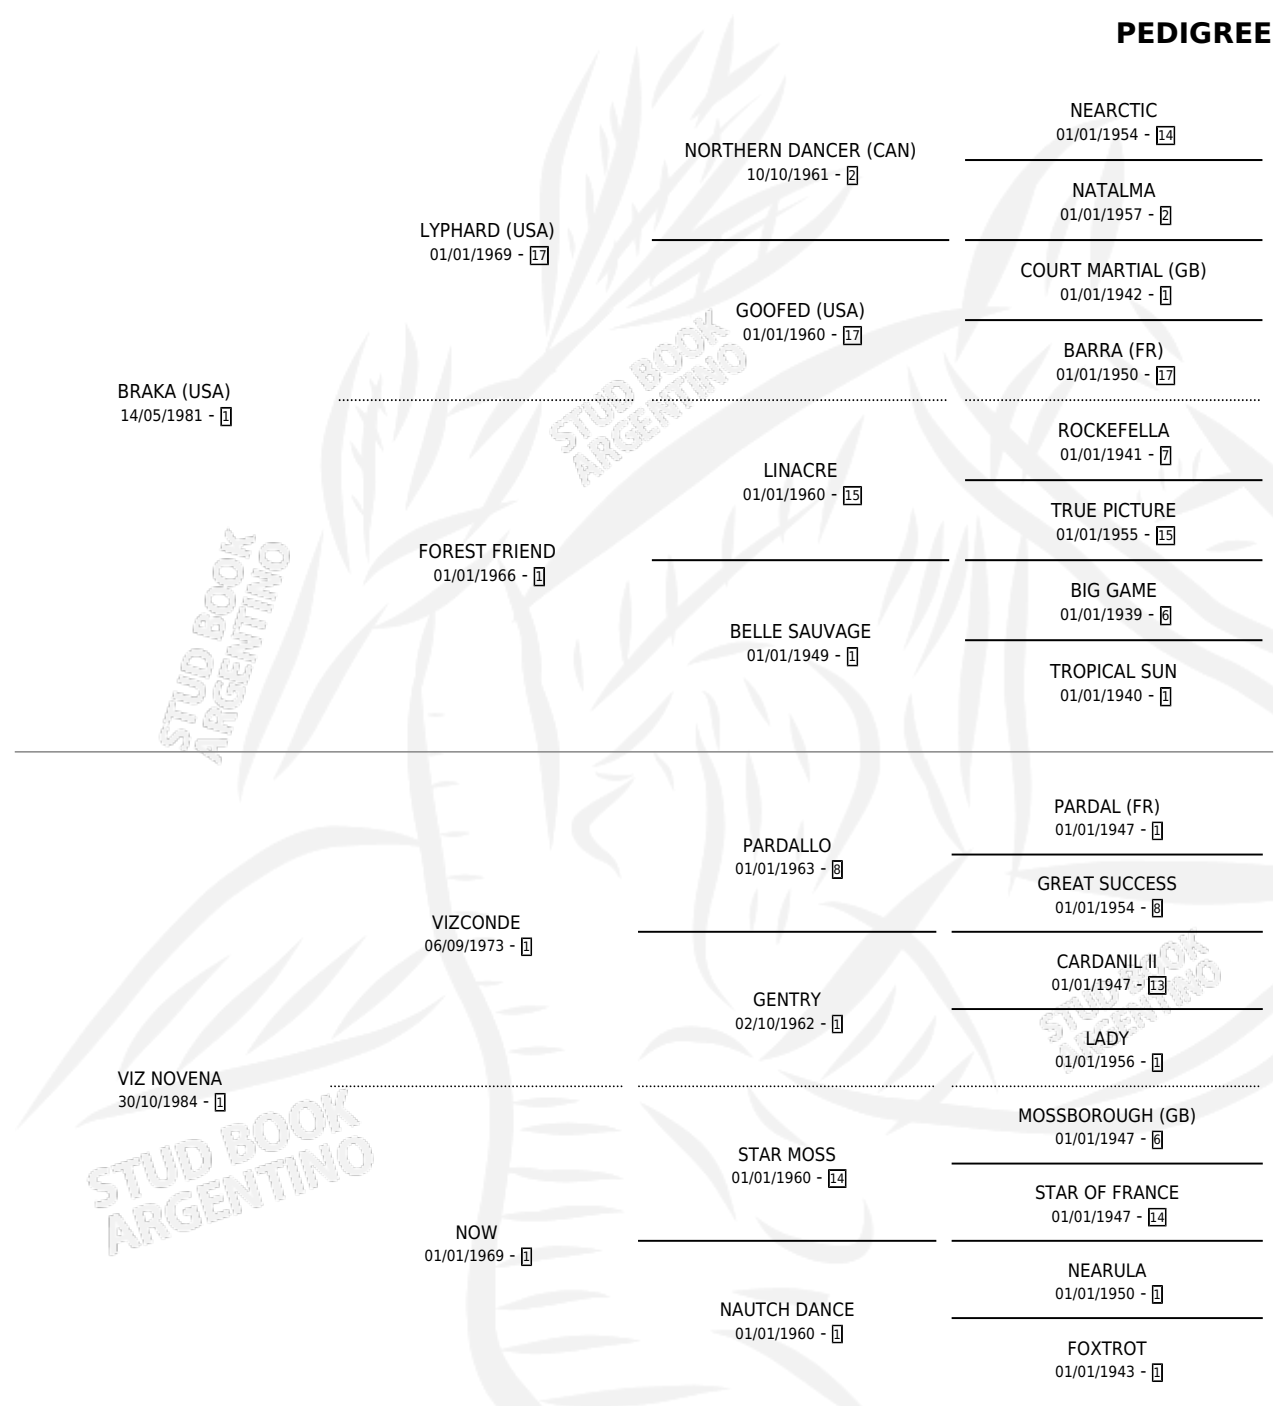 PEDIGREE
NEARCTIC
01/01/1954 - 14
NORTHERN DANCER (CAN)
10/10/1961 - 2
NATALMA
01/01/1957 - 2
LYPHARD (USA)
01/01/1969 - 17
COURT MARTIAL (GB)
01/01/1942 - 1
GOOFED (USA)
01/01/1960 - 17
BARRA (FR)
01/01/1950 - 17
BRAKA (USA)
14/05/1981 - 1
ROCKEFELLA
01/01/1941 - 7
LINACRE
01/01/1960 - 15
TRUE PICTURE
01/01/1955 - 15
FOREST FRIEND
01/01/1966 - 1
BIG GAME
01/01/1939 - 6
BELLE SAUVAGE
01/01/1949 - 1
TROPICAL SUN
01/01/1940 - 1
PARDAL (FR)
01/01/1947 - 1
PARDALLO
01/01/1963 - 8
GREAT SUCCESS
01/01/1954 - 8
VIZCONDE
06/09/1973 - 1
CARDANIL II
01/01/1947 - 13
GENTRY
02/10/1962 - 1
LADY
01/01/1956 - 1
VIZ NOVENA
30/10/1984 - 1
MOSSBOROUGH (GB)
01/01/1947 - 6
STAR MOSS
01/01/1960 - 14
STAR OF FRANCE
01/01/1947 - 14
NOW
01/01/1969 - 1
NEARULA
01/01/1950 - 1
NAUTCH DANCE
01/01/1960 - 1
FOXTROT
01/01/1943 - 1
STUD BOOK
ARGENTINO
STUD BOOK
ARGENTINO
STUD BOOK
ARGENTINO
STUD BOOK
ARGENTINO